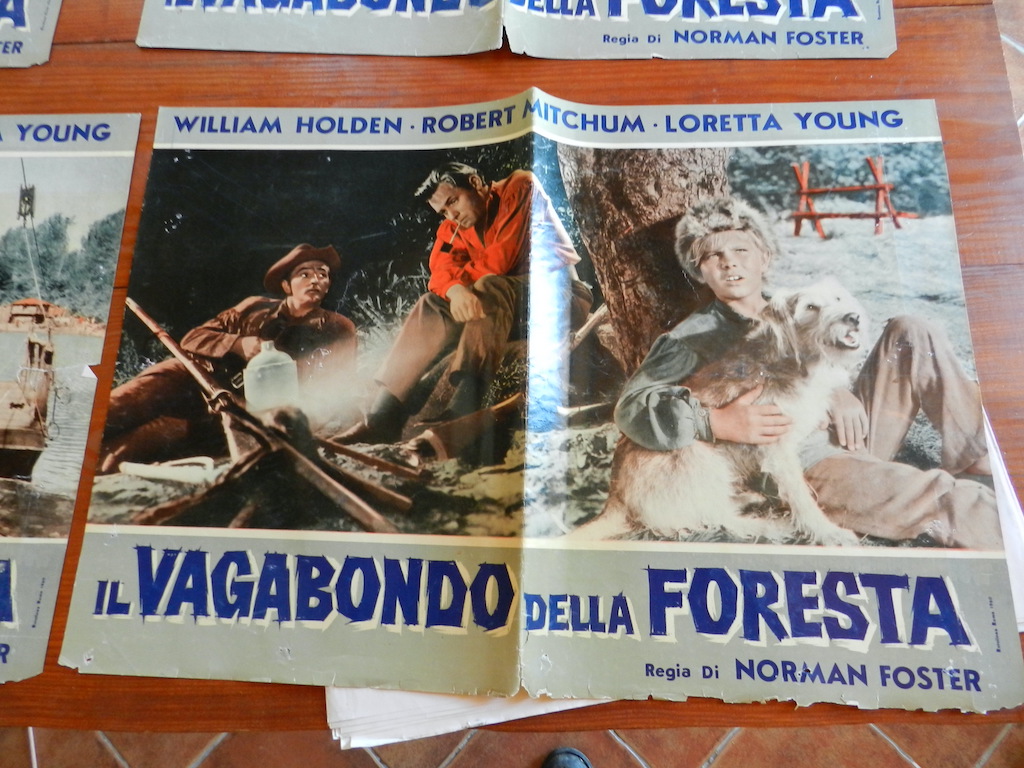 IL VAGABONDO DELLA FORESTA
Regia Di NORMAN FOSTER
YOUNG
WILLIAM HOLDEN · ROBERT MITCHUM · LORETTA YOUNG
IL VAGABONDO DELLA FORESTA
Regia Di NORMAN FOSTER